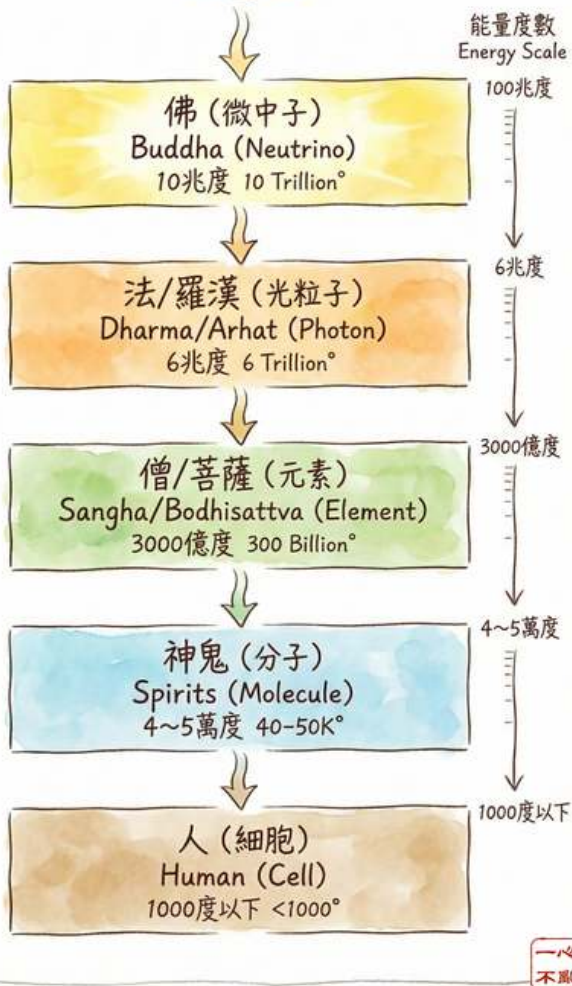 能量度數
Energy Scale
100兆度
佛 (微中子)
Buddha (Neutrino)
10兆度 10 Trillion°
6兆度
法/羅漢 (光粒子)
Dharma/Arhat (Photon)
6兆度 6 Trillion°
3000億度
僧/菩薩 (元素)
Sangha/Bodhisattva (Element)
3000億度 300 Billion°
4~5萬度
神鬼 (分子)
Spirits (Molecule)
4~5萬度 40-50K°
1000度以下
人 (細胞)
Human (Cell)
1000度以下 <1000°
一心
不